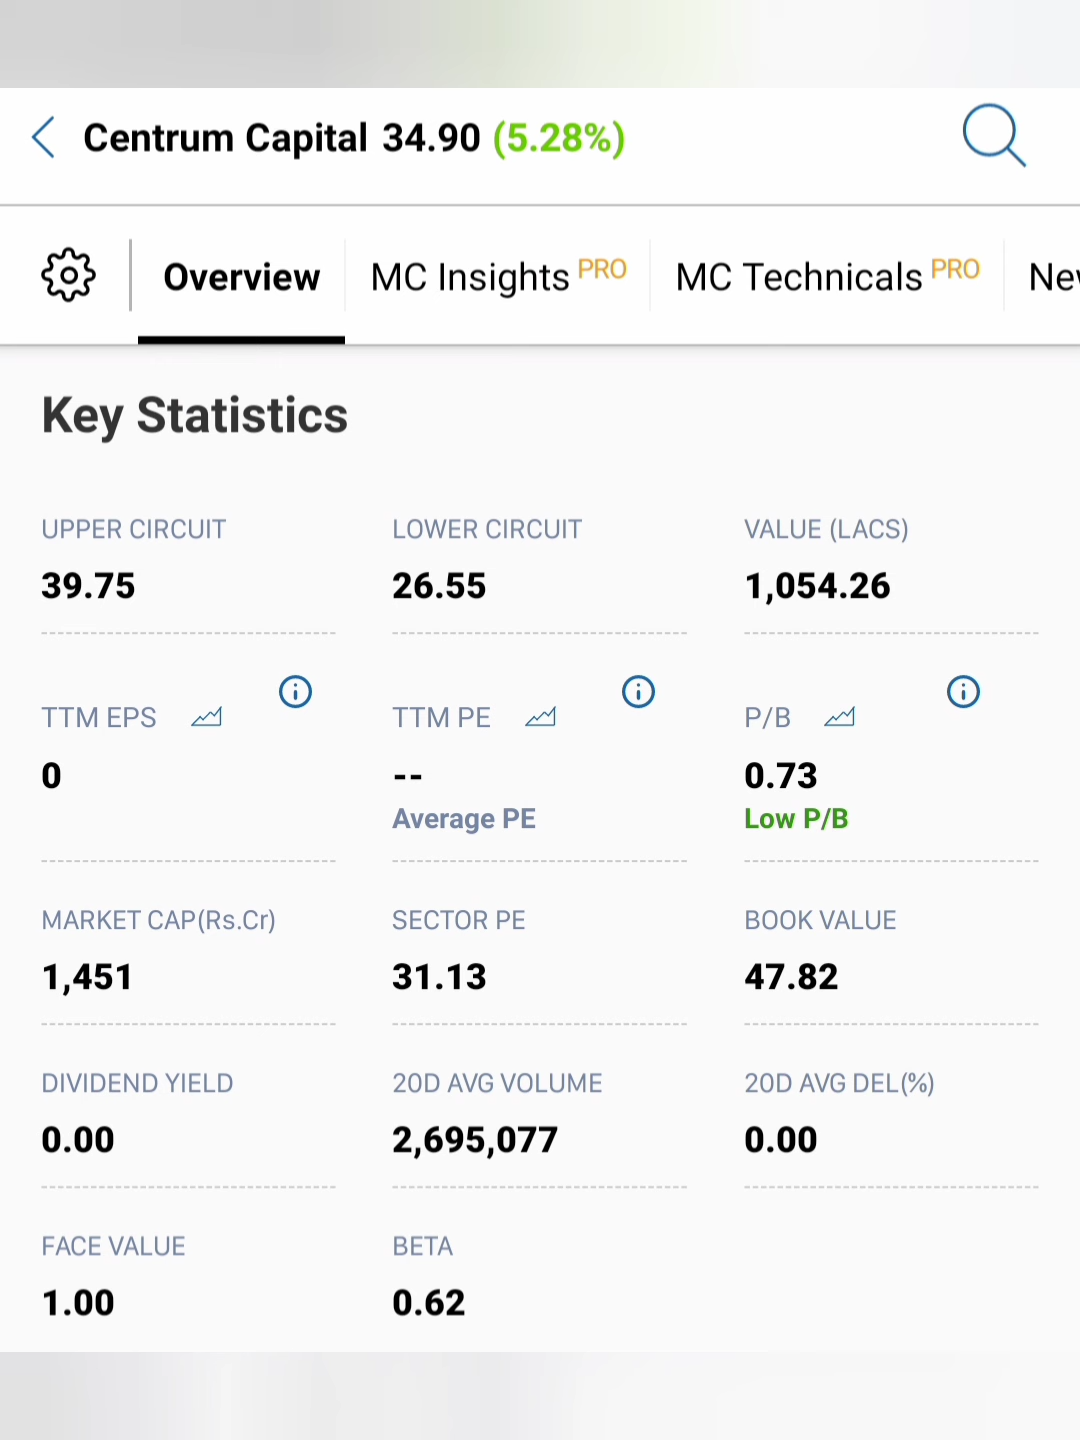 Centrum Capital 34.90 (5.28%)
Overview MC Insights PRO MC Technicals PRO
Key Statistics
UPPER CIRCUIT LOWER CIRCUIT VALUE (LACS)
39.75 26.55 1,054.26
TTM EPS TTM PE P/B
0 -- 0.73
Average PE Low P/B
MARKET CAP(Rs.Cr) SECTOR PE BOOK VALUE
1,451 31.13 47.82
DIVIDEND YIELD 20D AVG VOLUME 20D AVG DEL(%)
0.00 2,695,077 0.00
FACE VALUE BETA
1.00 0.62